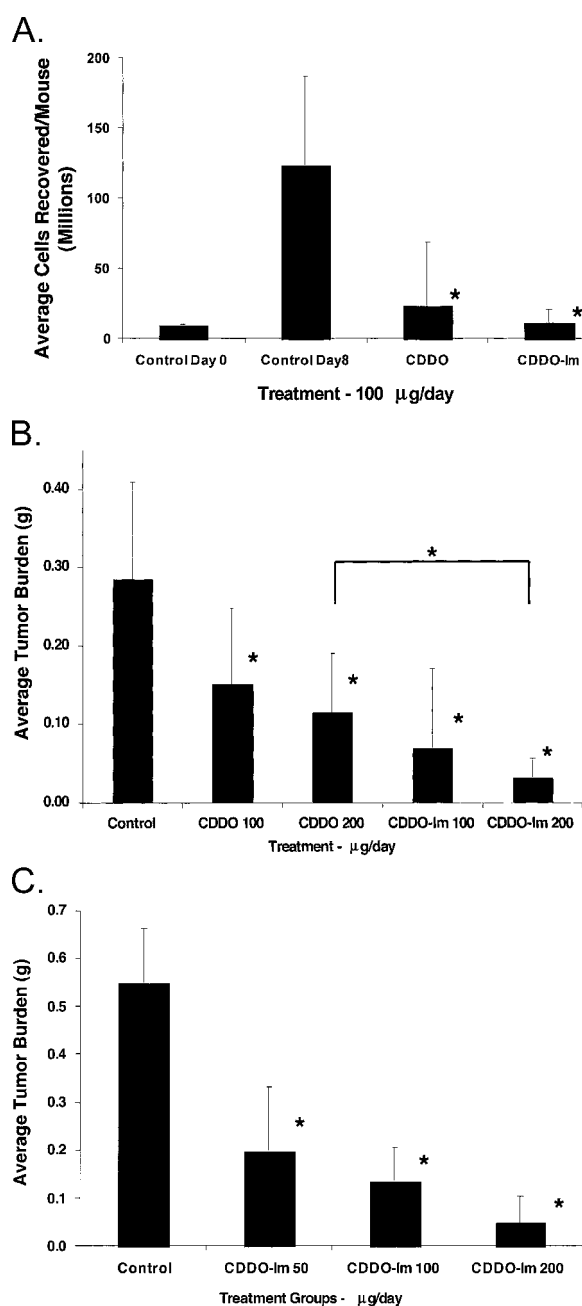 A.
Average Cells Recovered/Mouse
(Millions)
200
150
100
50
0
*
*
Control Day 0 Control Day8 CDDO CDDO-Im
Treatment - 100 μg/day
B.
Average Tumor Burden (g)
0.40
0.30
0.20
0.10
0.00
*
*
*
*
*
Control CDDO 100 CDDO 200 CDDO-Im 100 CDDO-Im 200
Treatment - μg/day
C.
Average Tumor Burden (g)
0.7
0.6
0.5
0.4
0.3
0.2
0.1
0.0
*
*
*
Control CDDO-Im 50 CDDO-Im 100 CDDO-Im 200
Treatment Groups - μg/day